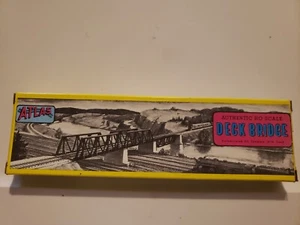 ATLAS
AUTHENTIC HO SCALE
DECK BRIDGE